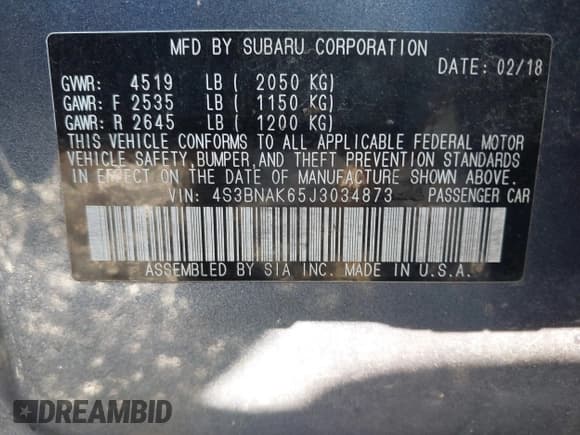 MFD BY SUBARU CORPORATION
DATE: 02/18
GVWR: 4519 LB ( 2050 KG)
GAWR: F 2535 LB ( 1150 KG)
GAWR: R 2645 LB ( 1200 KG)
THIS VEHICLE CONFORMS TO ALL APPLICABLE FEDERAL MOTOR
VEHICLE SAFETY,BUMPER,AND THEFT PREVENTION STANDARDS
IN EFFECT ON THE DATE OF MANUFACTURE SHOWN ABOVE.
VIN: 4S3BNAK65J3034873 PASSENGER CAR
ASSEMBLED BY SIA INC. MADE IN U.S.A.
DREAMBID